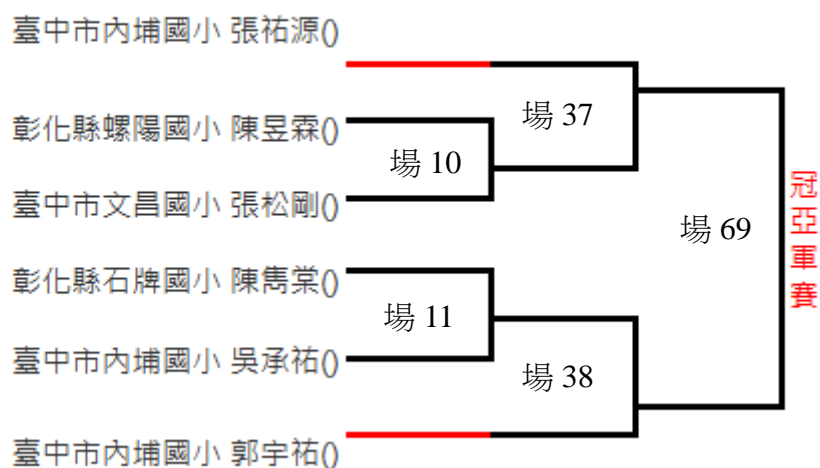 臺中市內埔國小 張祐源()
場 37
彰化縣螺陽國小 陳昱霖()
場 10
臺中市文昌國小 張松剛()
場 69
冠亞軍賽
彰化縣石牌國小 陳雋棠()
場 11
臺中市內埔國小 吳承祐()
場 38
臺中市內埔國小 郭宇祐()